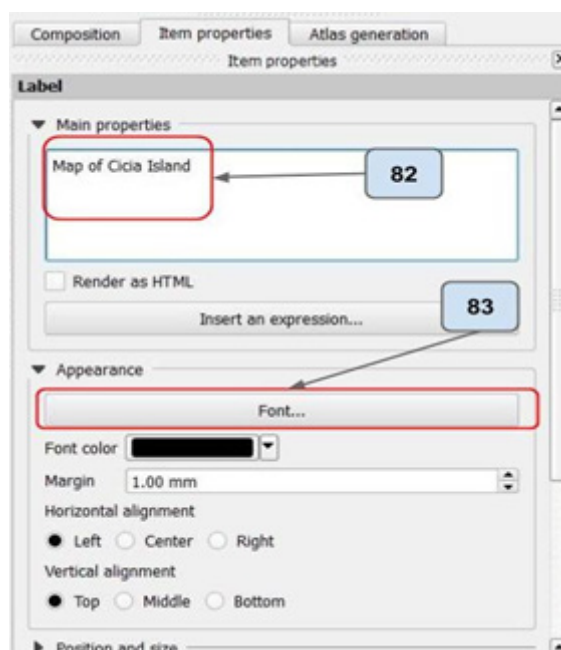 Composition Item properties Atlas generation
Item properties
Label
Main properties
Map of Cicia Island
82
Render as HTML
Insert an expression...
83
Appearance
Font...
Font color
Margin 1.00 mm
Horizontal alignment
Left Center Right
Vertical alignment
Top Middle Bottom
Position and size